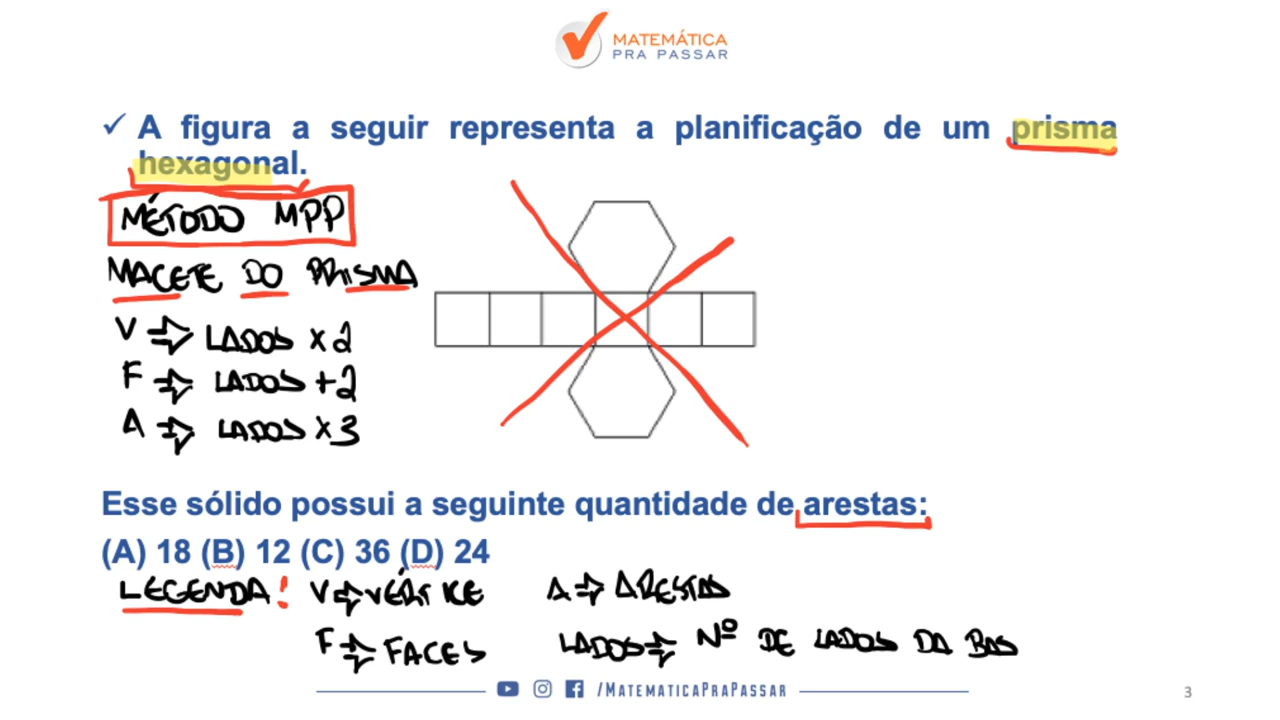 MATEMÁTICA
PRA PASSAR
✓ A figura a seguir representa a planificação de um prisma
hexagonal.
MÉTODO MPP
MACETE DO PRISMA
V ⇒ LADOS x 2
F ⇒ LADOS + 2
A ⇒ LADOS x 3
Esse sólido possui a seguinte quantidade de arestas:
(A) 18 (B) 12 (C) 36 (D) 24
LEGENDA! V ⇒ VÉRTICE A ⇒ ARESTAS
F ⇒ FACES LADOS ⇒ Nº DE LADOS DA BAS
/MatematicaPraPassar
3